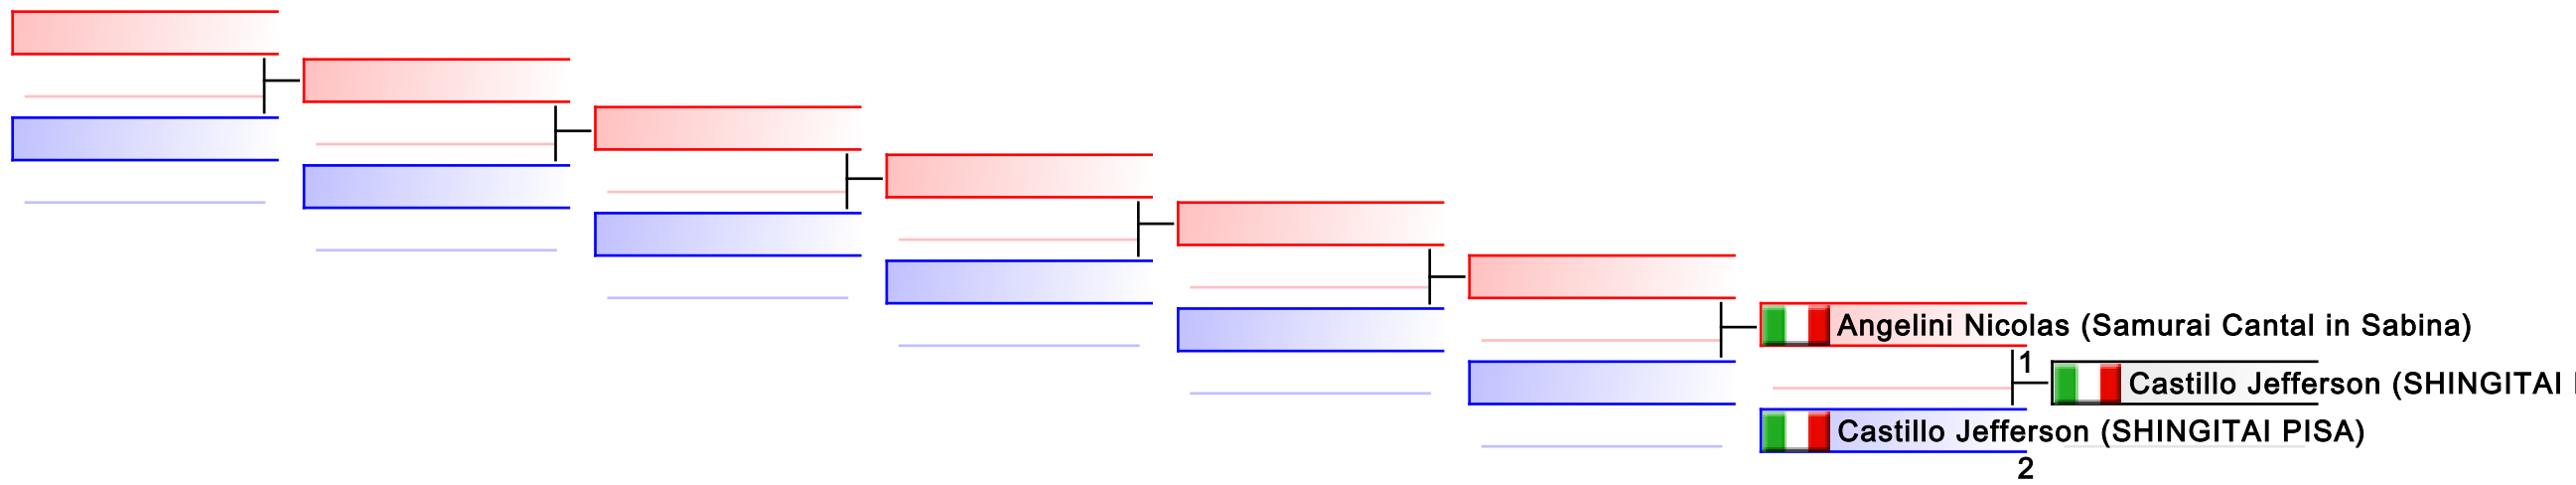 Angelini Nicolas (Samurai Cantal in Sabina)
1
Castillo Jefferson (SHINGITAI
Castillo Jefferson (SHINGITAI PISA)
2